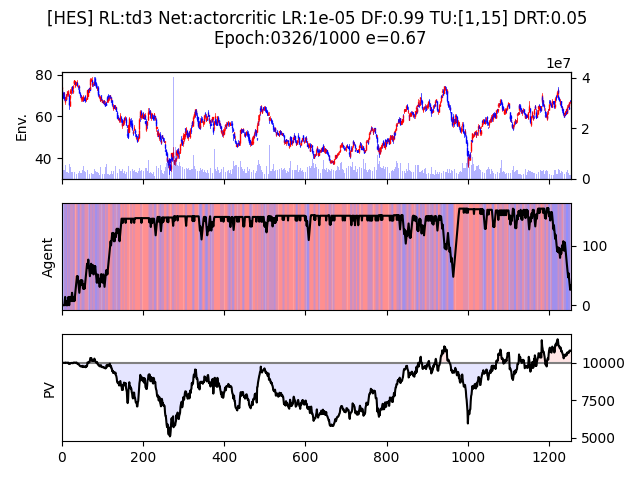 [HES] RL:td3 Net:actorcritic LR:1e-05 DF:0.99 TU:[1,15] DRT:0.05
Epoch:0326/1000 e=0.67
1e7
80
60
40
Env.
4
2
0
Agent
100
0
PV
10000
7500
5000
0 200 400 600 800 1000 1200